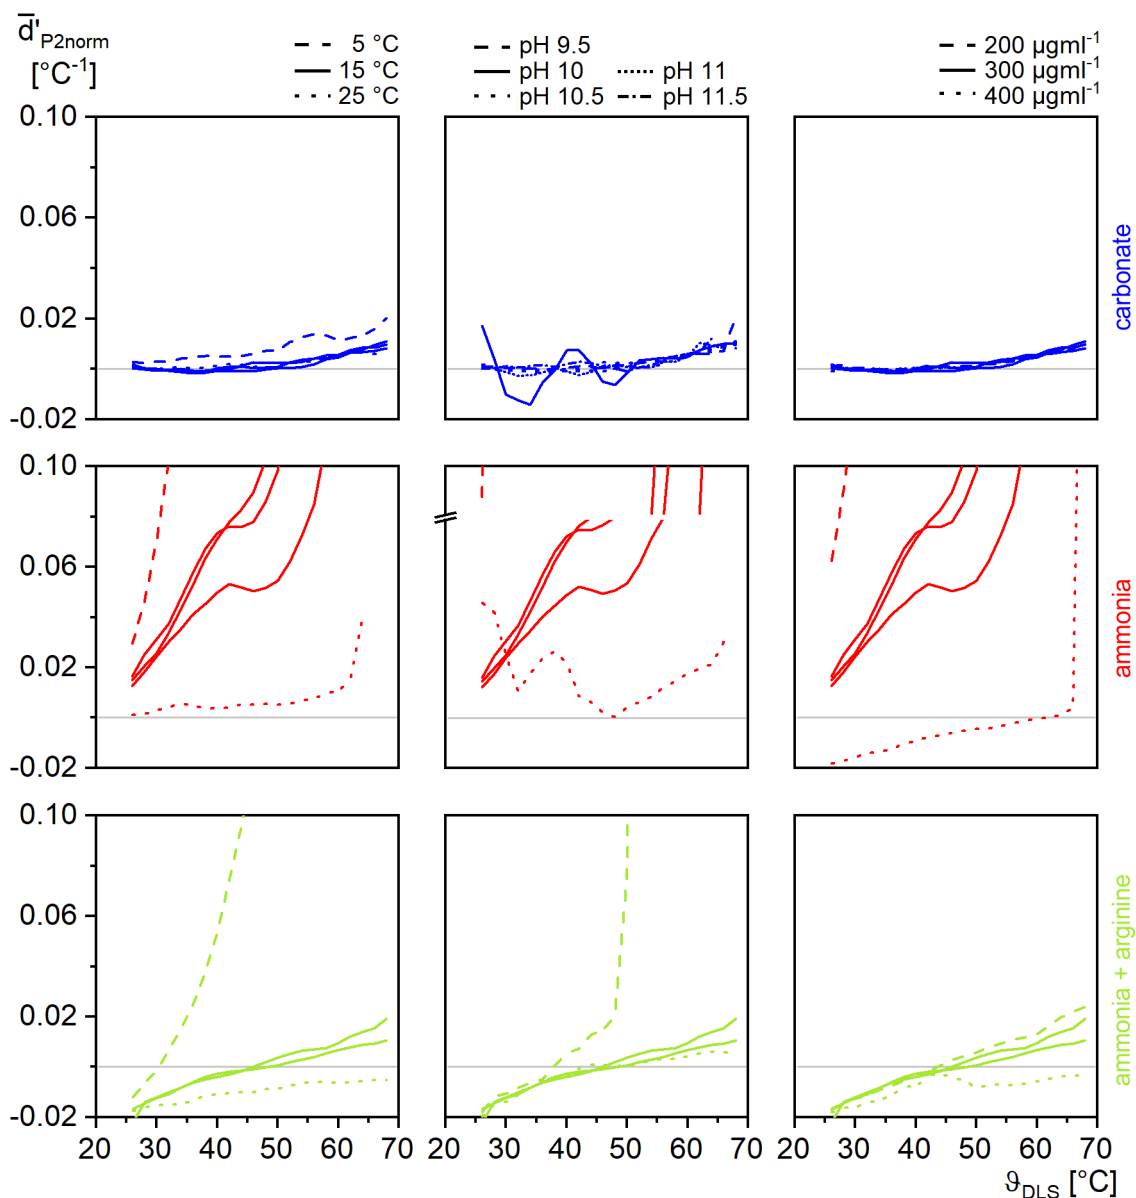 d̅'P2norm
[°C⁻¹]
5 °C
15 °C
25 °C
pH 9.5
pH 10
pH 10.5
pH 11
pH 11.5
200 µgml⁻¹
300 µgml⁻¹
400 µgml⁻¹
0.10
0.06
0.02
-0.02
carbonate
0.10
0.06
0.02
-0.02
ammonia
0.10
0.06
0.02
-0.02
ammonia + arginine
20 30 40 50 60 70
20 30 40 50 60 70
20 30 40 50 60 70
ϑDLS [°C]